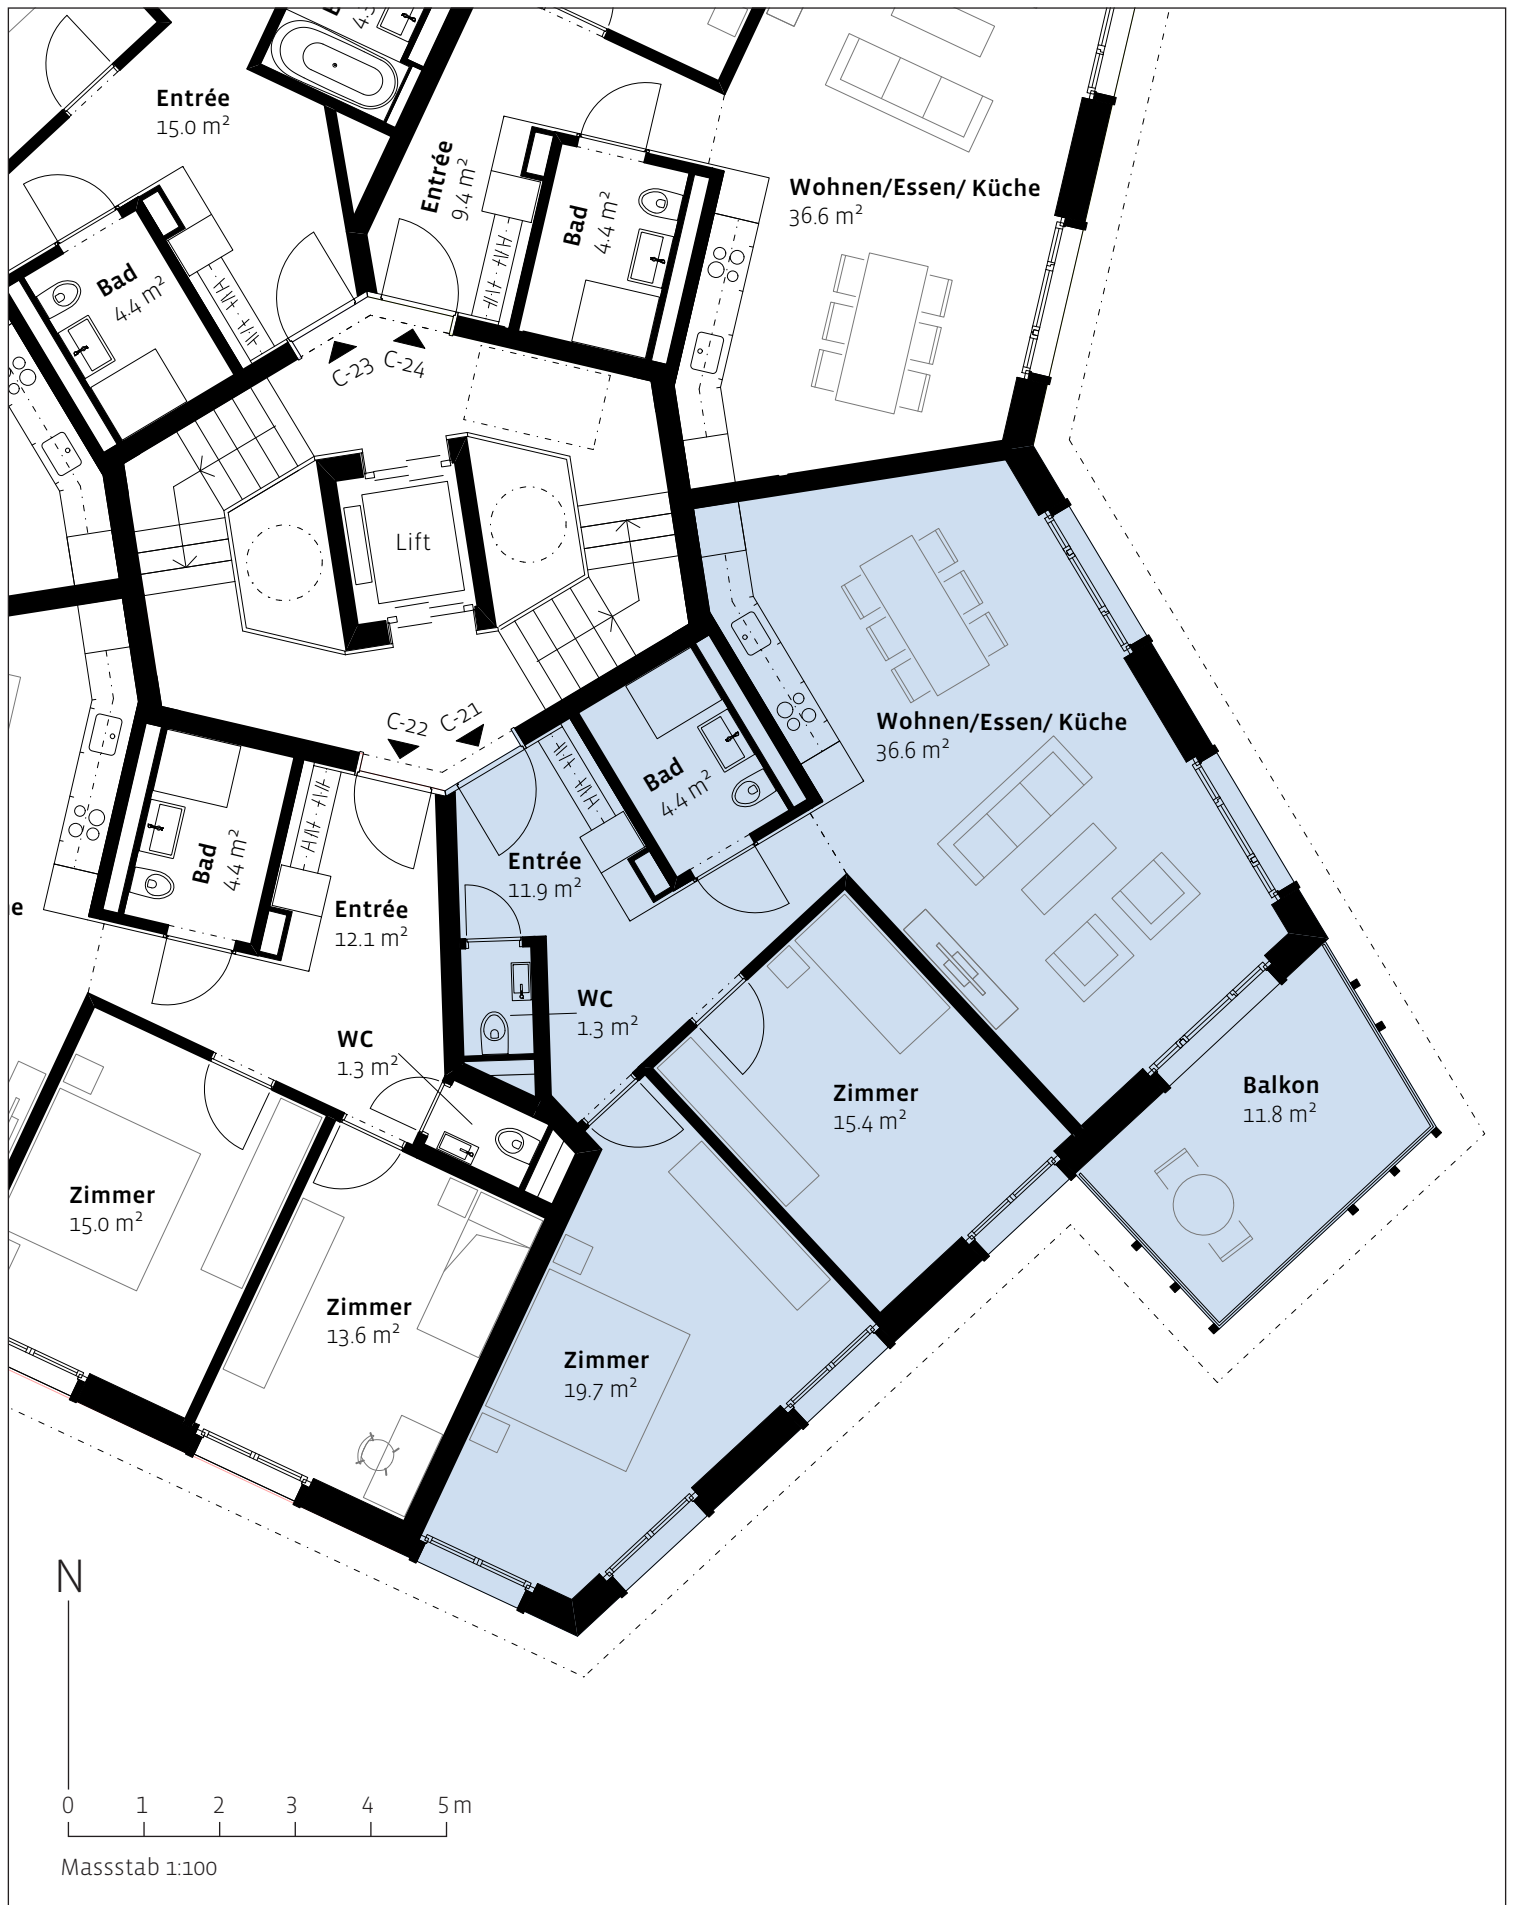 Entrée
15.0 m²
Entrée
9.4 m²
Bad
4.4 m²
Wohnen/Essen/ Küche
36.6 m²
Bad
4.4 m²
C-23
C-24
Lift
C-22
C-21
Wohnen/Essen/ Küche
36.6 m²
Bad
4.4 m²
Bad
4.4 m²
Entrée
11.9 m²
Entrée
12.1 m²
WC
1.3 m²
WC
1.3 m²
Zimmer
15.4 m²
Balkon
11.8 m²
Zimmer
15.0 m²
Zimmer
13.6 m²
Zimmer
19.7 m²
N
0 1 2 3 4 5 m
Massstab 1:100